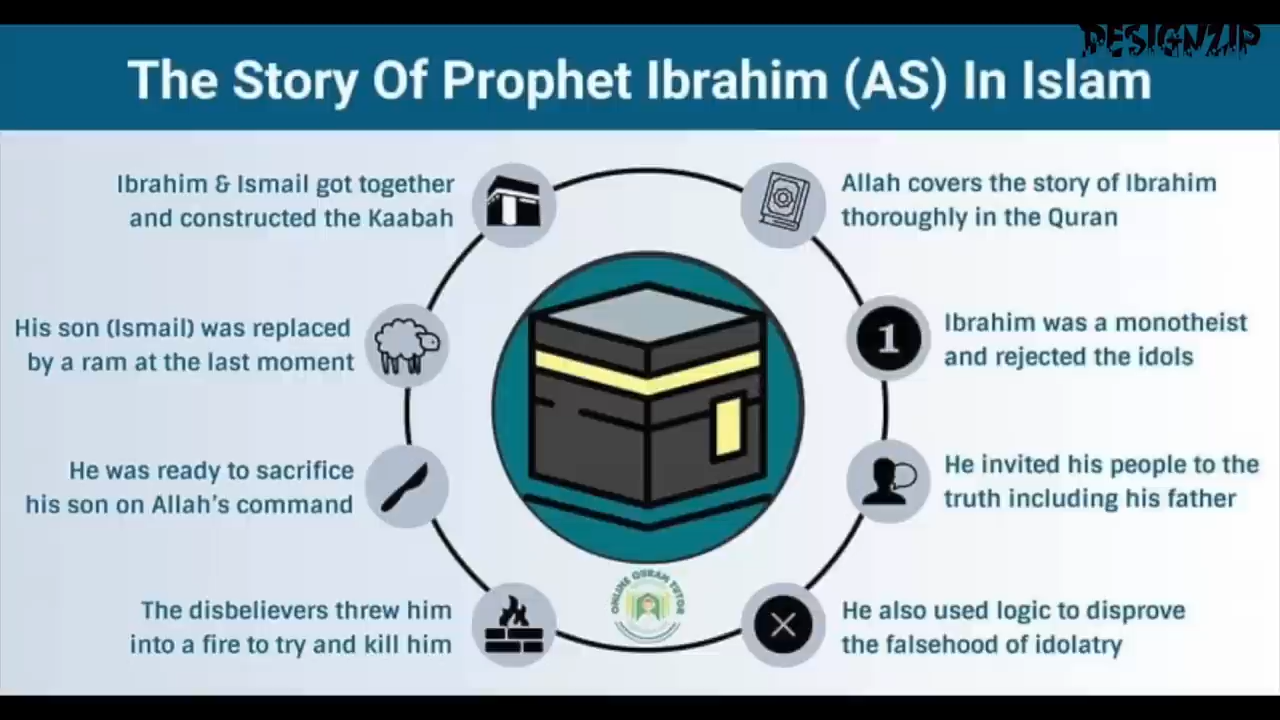 DESIGNZIP
The Story Of Prophet Ibrahim (AS) In Islam
Ibrahim & Ismail got together
and constructed the Kaabah
Allah covers the story of Ibrahim
thoroughly in the Quran
His son (Ismail) was replaced
by a ram at the last moment
1
Ibrahim was a monotheist
and rejected the idols
He was ready to sacrifice
his son on Allah's command
He invited his people to the
truth including his father
The disbelievers threw him
into a fire to try and kill him
ONLINE QURAN TUTOR
He also used logic to disprove
the falsehood of idolatry